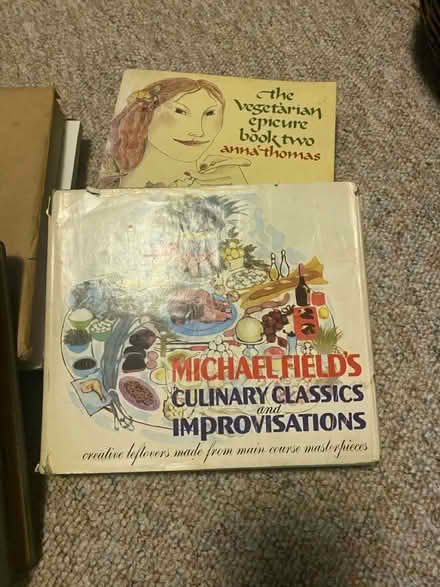 the
vegetarian
epicure
book two
anna thomas
MICHAEL FIELD'S
CULINARY CLASSICS
and
IMPROVISATIONS
creative leftovers made from main course masterpieces